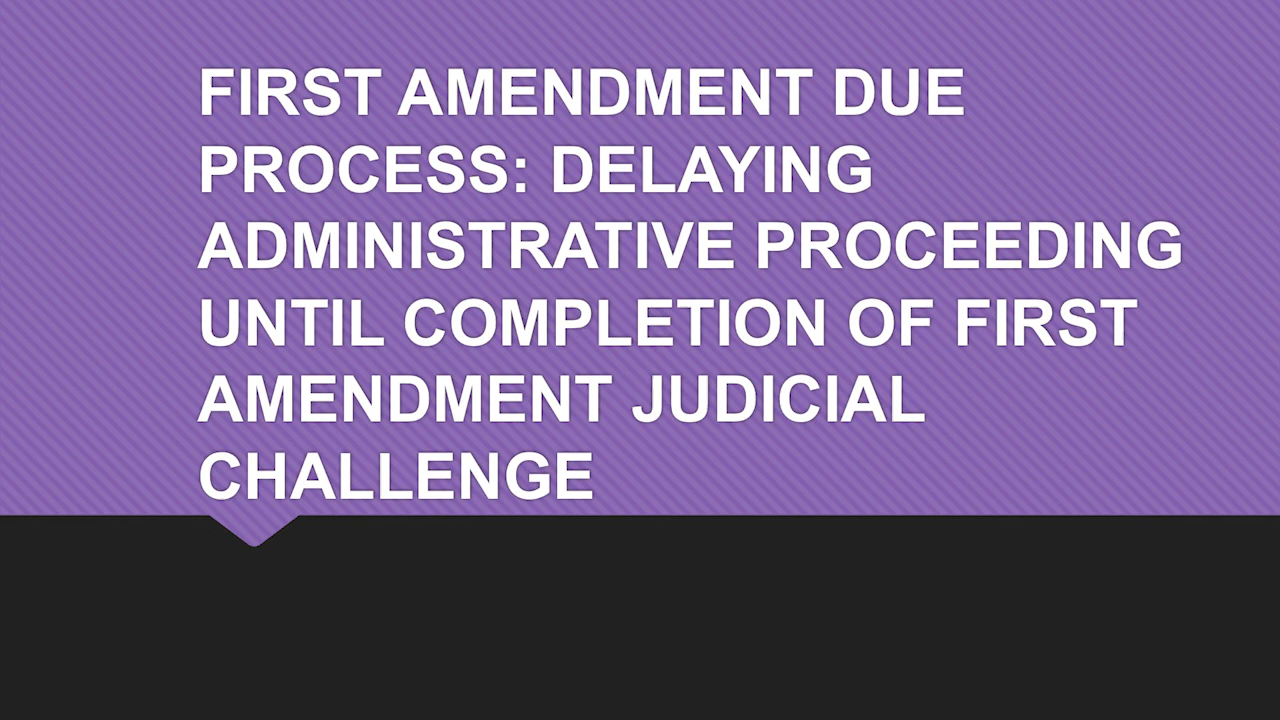 FIRST AMENDMENT DUE
PROCESS: DELAYING
ADMINISTRATIVE PROCEEDING
UNTIL COMPLETION OF FIRST
AMENDMENT JUDICIAL
CHALLENGE